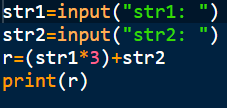 str1=input("str1: ")
str2=input("str2: ")
r=(str1*3)+str2
print(r)